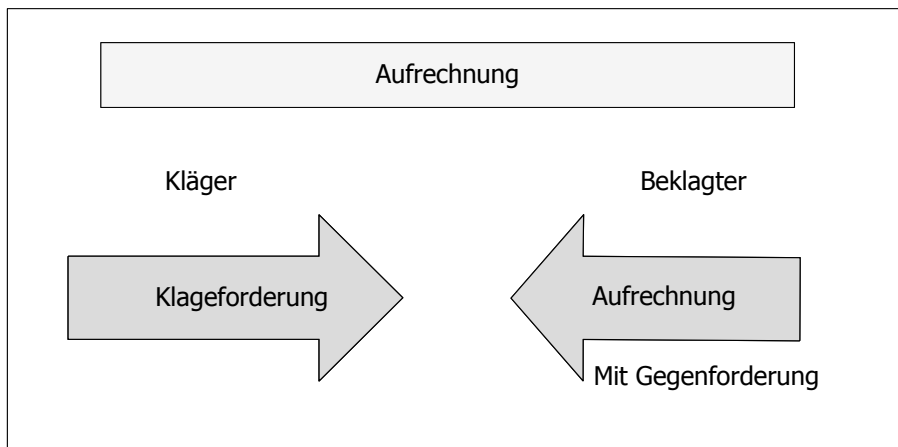 Aufrechnung
Kläger
Beklagter
Klageforderung
Aufrechnung
Mit Gegenforderung